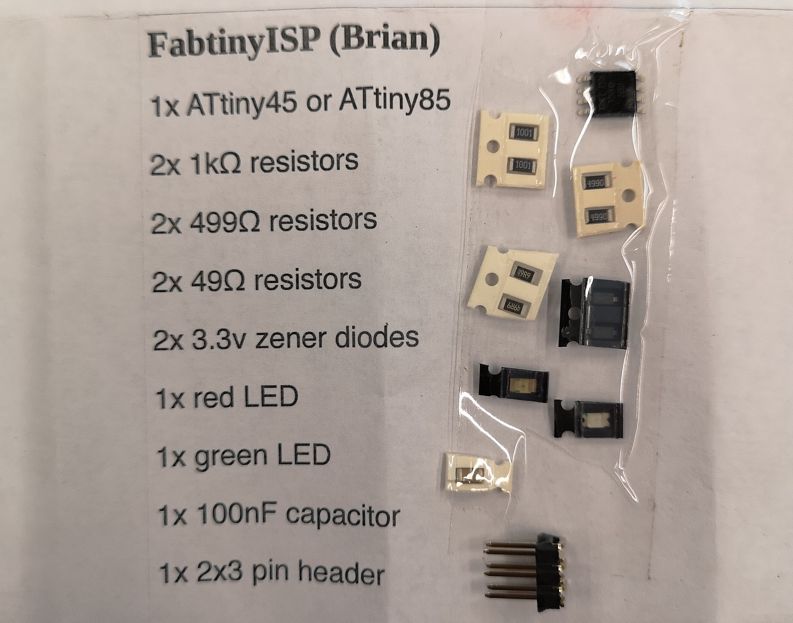 FabtinyISP (Brian)
1x ATtiny45 or ATtiny85
2x 1kΩ resistors
1001
1001
2x 499Ω resistors
4990
4990
2x 49Ω resistors
2x 3.3v zener diodes
1x red LED
1x green LED
1x 100nF capacitor
1x 2x3 pin header